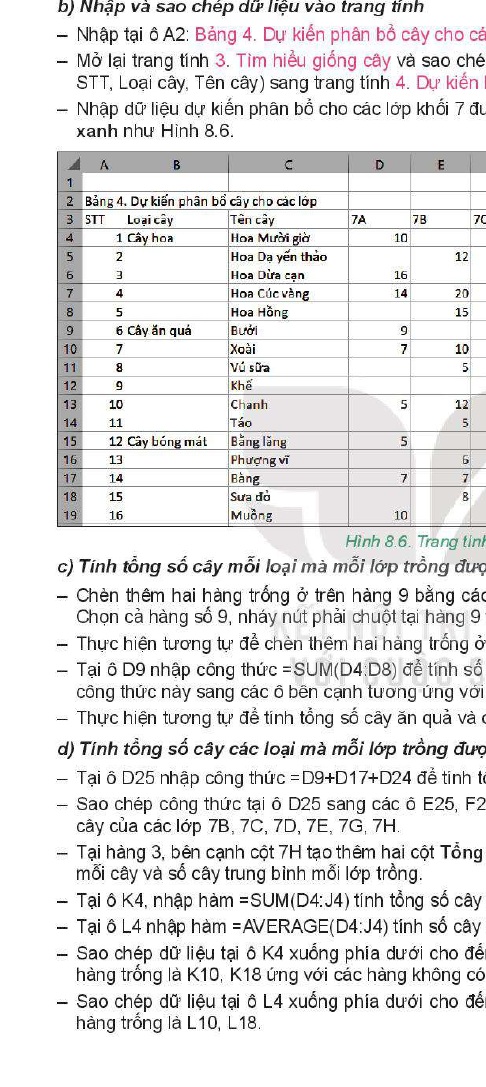 b) Nhập và sao chép dữ liệu vào trang tính
– Nhập tại ô A2: Bảng 4. Dự kiến phân bổ cây cho cá
– Mở lại trang tính 3. Tìm hiểu giống cây và sao ché
STT, Loại cây, Tên cây) sang trang tính 4. Dự kiến
– Nhập dữ liệu dự kiến phân bổ cho các lớp khối 7 đư
xanh như Hình 8.6.
A B C D E
1
2 Bảng 4. Dự kiến phân bổ cây cho các lớp
3 STT Loại cây Tên cây 7A 7B 7C
4 1 Cây hoa Hoa Mười giờ 10
5 2 Hoa Dạ yến thảo 12
6 3 Hoa Dừa cạn 16
7 4 Hoa Cúc vàng 14 20
8 5 Hoa Hồng 15
9 6 Cây ăn quả Bưởi 9
10 7 Xoài 7 10
11 8 Vú sữa 5
12 9 Khế
13 10 Chanh 5 12
14 11 Táo 5
15 12 Cây bóng mát Bằng lăng 5
16 13 Phượng vĩ 6
17 14 Bàng 7 7
18 15 Sưa đỏ 8
19 16 Muồng 10
Hình 8.6. Trang tính
c) Tính tổng số cây mỗi loại mà mỗi lớp trồng đượ
– Chèn thêm hai hàng trống ở trên hàng 9 bằng các
Chọn cả hàng số 9, nháy nút phải chuột tại hàng 9
– Thực hiện tương tự để chèn thêm hai hàng trống ở
– Tại ô D9 nhập công thức =SUM(D4:D8) để tính số
công thức này sang các ô bên cạnh tương ứng với
– Thực hiện tương tự để tính tổng số cây ăn quả và c
d) Tính tổng số cây các loại mà mỗi lớp trồng đượ
– Tại ô D25 nhập công thức =D9+D17+D24 để tính tổ
– Sao chép công thức tại ô D25 sang các ô E25, F2
cây của các lớp 7B, 7C, 7D, 7E, 7G, 7H.
– Tại hàng 3, bên cạnh cột 7H tạo thêm hai cột Tổng
mỗi cây và số cây trung bình mỗi lớp trồng.
– Tại ô K4, nhập hàm =SUM(D4:J4) tính tổng số cây
– Tại ô L4 nhập hàm =AVERAGE(D4:J4) tính số cây
– Sao chép dữ liệu tại ô K4 xuống phía dưới cho đế
hàng trống là K10, K18 ứng với các hàng không có
– Sao chép dữ liệu tại ô L4 xuống phía dưới cho đế
hàng trống là L10, L18.